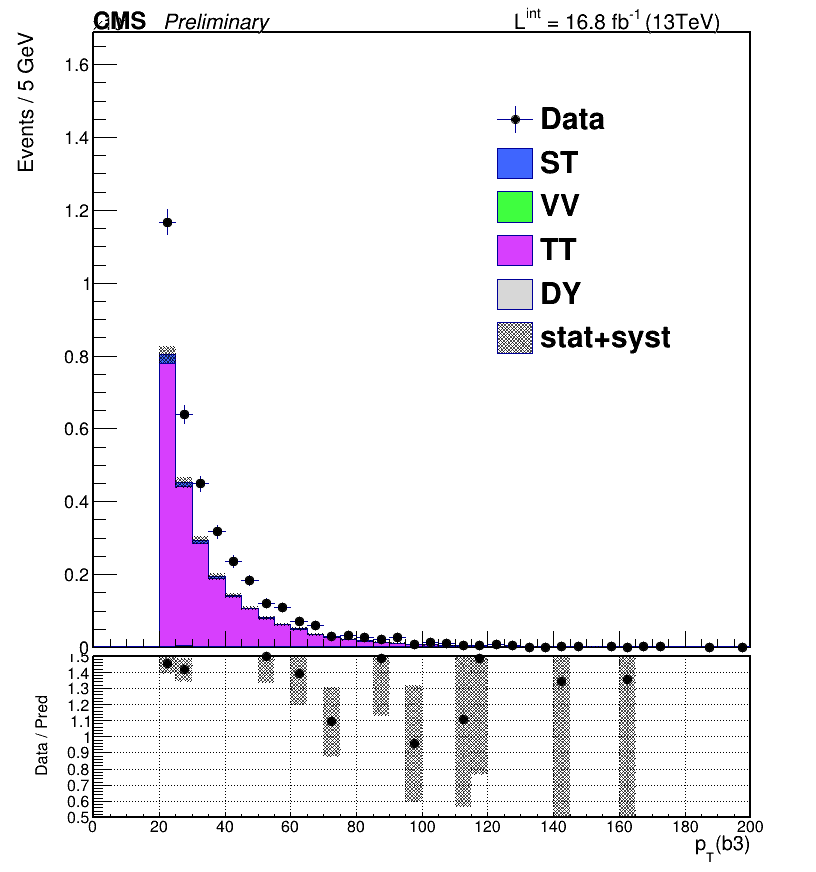 CMS Preliminary L^int = 16.8 fb^-1 (13TeV)
Events / 5 GeV
1.6
1.4
1.2
1
0.8
0.6
0.4
0.2
0
Data
ST
VV
TT
DY
stat+syst
Data / Pred
1.5
1.4
1.3
1.2
1.1
1
0.9
0.8
0.7
0.6
0.5
0 20 40 60 80 100 120 140 160 180 200
p_T(b3)